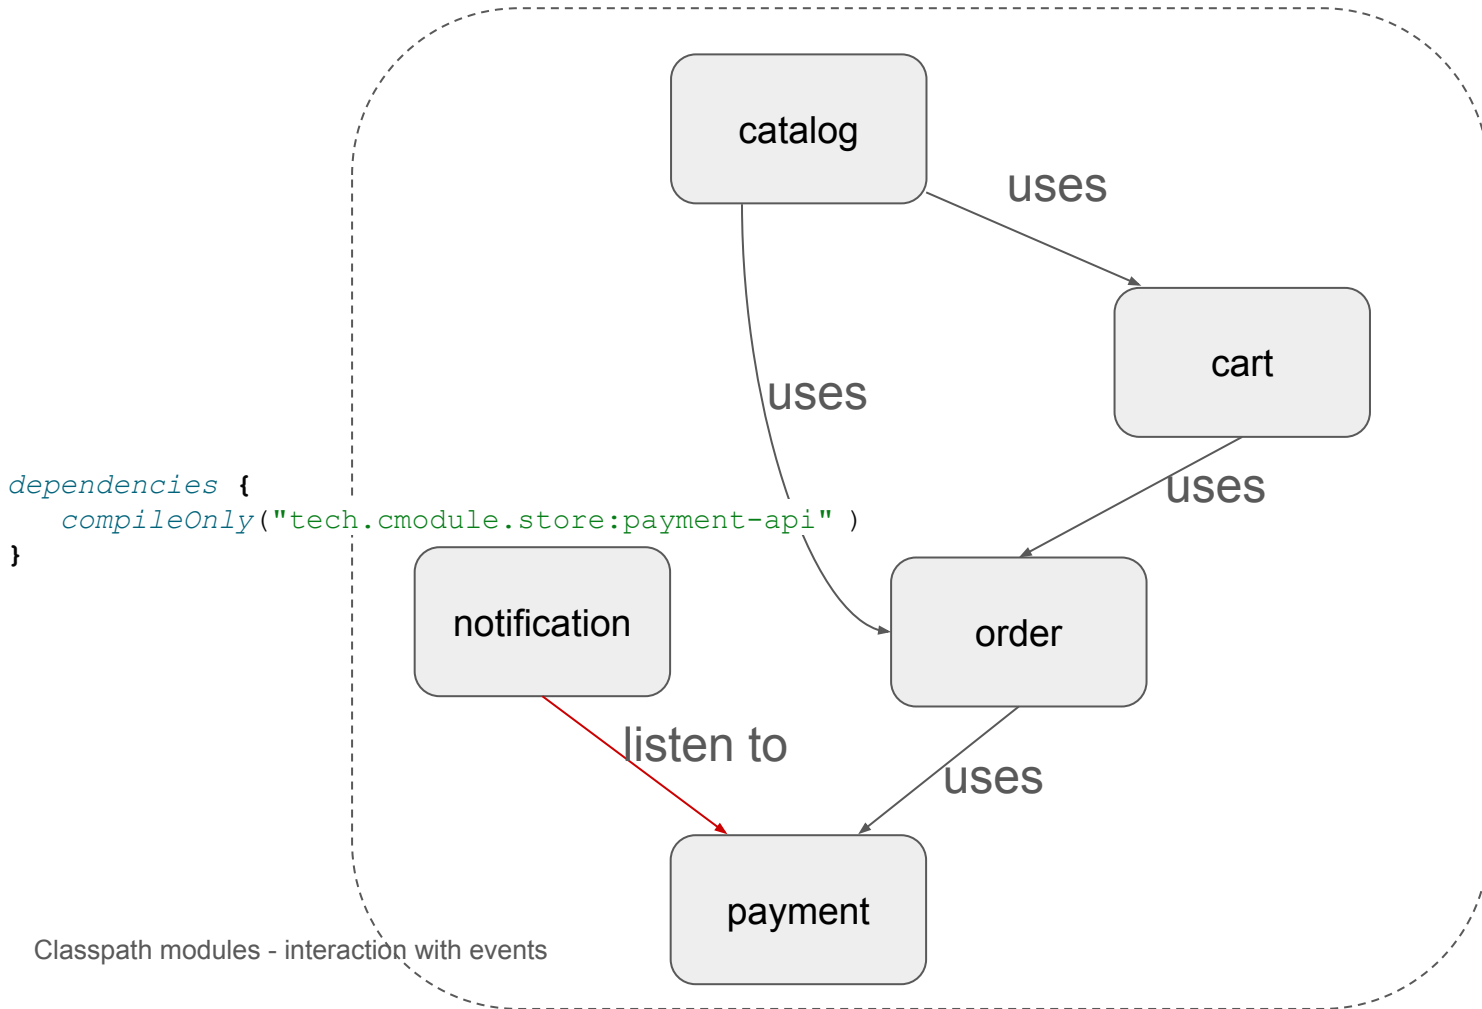 catalog
uses
cart
uses
uses
dependencies {
compileOnly("tech.cmodule.store:payment-api" )
}
notification
order
listen to
uses
payment
Classpath modules - interaction with events